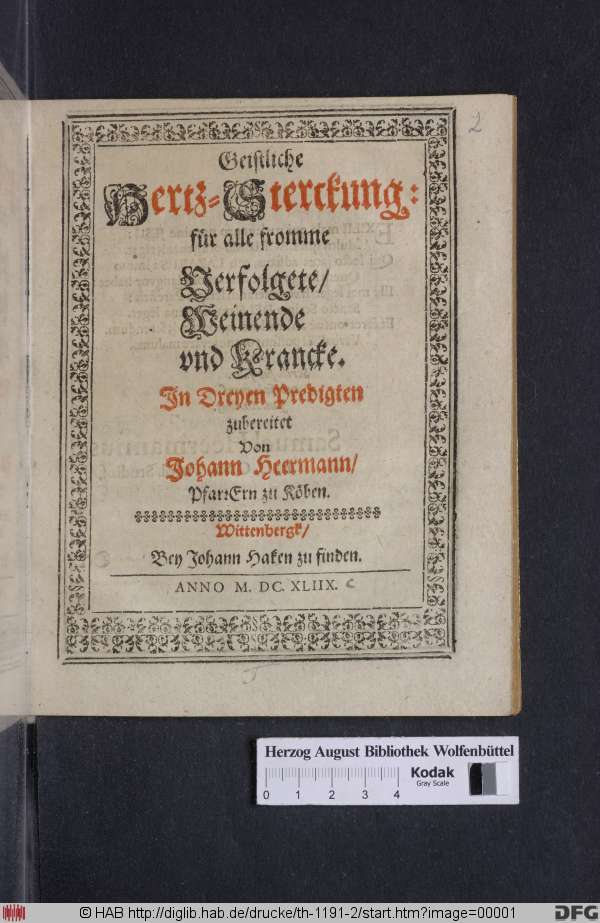 2
Geistliche
Hertz-Sterckung:
für alle fromme
Verfolgete/
Weinende
vnd Krancke.
In Dreyen Predigten
zubereitet
Von
Johann Heermann/
PfarrErn zu Köben.
Wittenbergk/
Bey Johann Haken zu finden.
ANNO M. DC. XLIIX.
Herzog August Bibliothek Wolfenbüttel
Kodak
Gray Scale
0 1 2 3 4
© HAB http://diglib.hab.de/drucke/th-1191-2/start.htm?image=00001
DFG